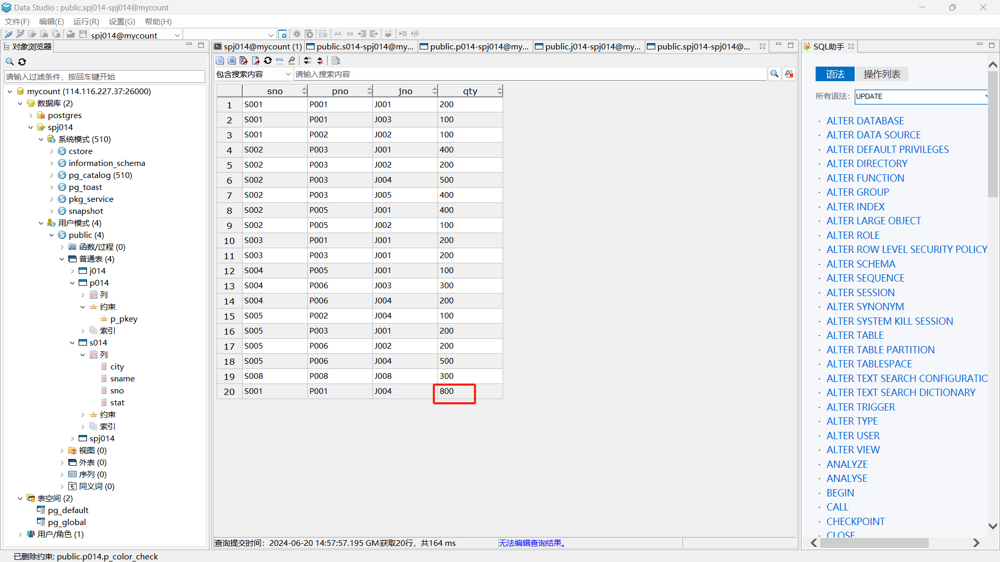 Data Studio : public.spj014-spj014@mycount
文件(F) 编辑(E) 运行(R) 设置(G) 帮助(H)
spj014@mycount
对象浏览器
请输入过滤条件，按回车键开始
mycount (114.116.227.37:26000)
数据库 (2)
postgres
spj014
系统模式 (510)
cstore
information_schema
pg_catalog (510)
pg_toast
pkg_service
snapshot
用户模式 (4)
public (4)
函数/过程 (0)
普通表 (4)
j014
p014
列
约束
p_pkey
索引
s014
列
city
sname
sno
stat
约束
索引
spj014
视图 (0)
外表 (0)
序列 (0)
同义词 (0)
表空间 (2)
pg_default
pg_global
用户/角色 (1)
spj014@mycount (1) public.s014-spj014@my... public.p014-spj014@my... public.j014-spj014@my... public.spj014-spj014@...
包含搜索内容 请输入搜索内容
sno pno jno qty
1 S001 P001 J001 200
2 S001 P001 J003 100
3 S001 P002 J002 100
4 S002 P003 J001 400
5 S002 P003 J002 200
6 S002 P003 J004 500
7 S002 P003 J005 400
8 S002 P005 J001 400
9 S002 P005 J002 100
10 S003 P001 J001 200
11 S003 P003 J001 200
12 S004 P005 J001 100
13 S004 P006 J003 300
14 S004 P006 J004 200
15 S005 P002 J004 100
16 S005 P003 J001 200
17 S005 P006 J002 200
18 S005 P006 J004 500
19 S008 P008 J008 300
20 S001 P001 J004 800
查询提交时间：2024-06-20 14:57:57.195 GM 获取20行，共164 ms 无法编辑查询结果。
SQL助手
语法 操作列表
所有语法: UPDATE
· ALTER DATABASE
· ALTER DATA SOURCE
· ALTER DEFAULT PRIVILEGES
· ALTER DIRECTORY
· ALTER FUNCTION
· ALTER GROUP
· ALTER INDEX
· ALTER LARGE OBJECT
· ALTER ROLE
· ALTER ROW LEVEL SECURITY POLICY
· ALTER SCHEMA
· ALTER SEQUENCE
· ALTER SESSION
· ALTER SYNONYM
· ALTER SYSTEM KILL SESSION
· ALTER TABLE
· ALTER TABLE PARTITION
· ALTER TABLESPACE
· ALTER TEXT SEARCH CONFIGURATIO
· ALTER TEXT SEARCH DICTIONARY
· ALTER TRIGGER
· ALTER TYPE
· ALTER USER
· ALTER VIEW
· ANALYZE
· ANALYSE
· BEGIN
· CALL
· CHECKPOINT
· CLOSE
已删除约束: public.p014.p_color_check